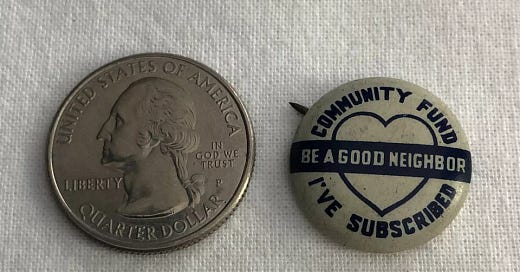 UNITED STATES OF AMERICA
LIBERTY
IN
GOD WE
TRUST
P
QUARTER DOLLAR
COMMUNITY FUND
BE A GOOD NEIGHBOR
I'VE SUBSCRIBED